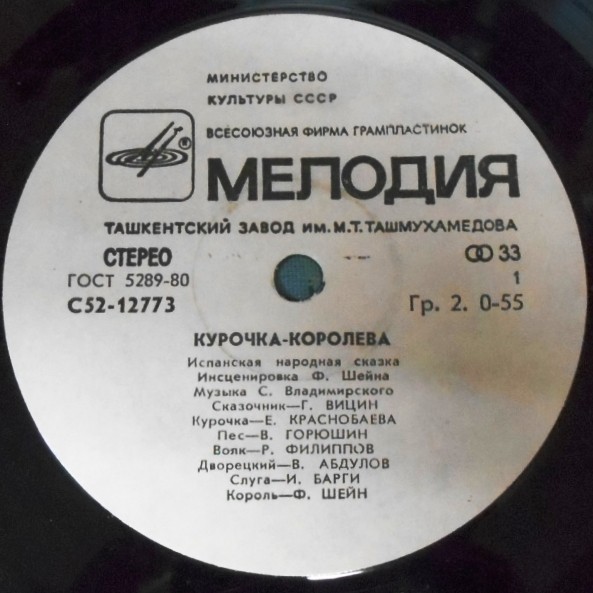 МИНИСТЕРСТВО
КУЛЬТУРЫ СССР
ВСЕСОЮЗНАЯ ФИРМА ГРАМПЛАСТИНОК
®
МЕЛОДИЯ
ТАШКЕНТСКИЙ ЗАВОД ИМ. М.Т. ТАШМУХАМЕДОВА
СТЕРЕО 33
ГОСТ 5289-80 1
С52-12773 Гр. 2. 0-55
КУРОЧКА-КОРОЛЕВА
Испанская народная сказка
Инсценировка Ф. Шейна
Музыка С. Владимирского
Сказочник—Г. ВИЦИН
Курочка—Е. КРАСНОБАЕВА
Пес—В. ГОРЮШИН
Волк—Р. ФИЛИППОВ
Дворецкий—В. АБДУЛОВ
Слуга—И. БАРГИ
Король—Ф. ШЕЙН